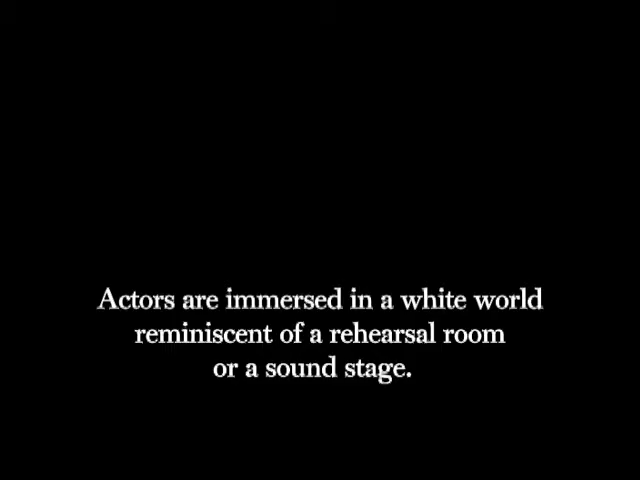 Actors are immersed in a white world
reminiscent of a rehearsal room
or a sound stage.